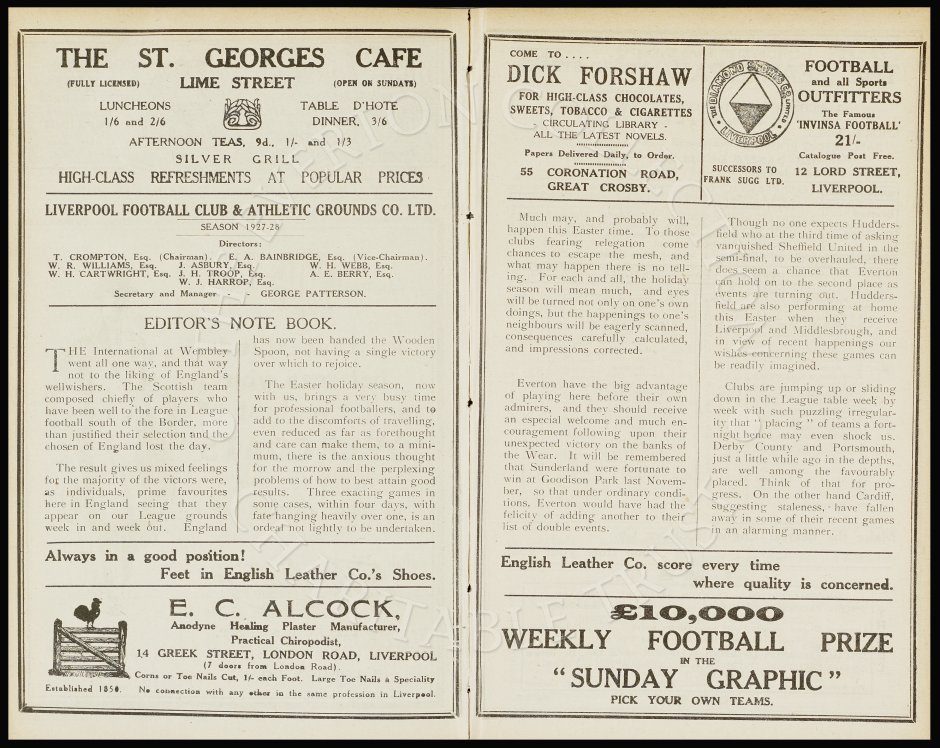 THE ST. GEORGES CAFE
(FULLY LICENSED) LIME STREET (OPEN ON SUNDAYS)
LUNCHEONS
1/6 and 2/6
TABLE D'HOTE
DINNER, 3/6
AFTERNOON TEAS, 9d., 1/- and 1/3
SILVER GRILL
HIGH-CLASS REFRESHMENTS AT POPULAR PRICES
LIVERPOOL FOOTBALL CLUB & ATHLETIC GROUNDS CO. LTD.
SEASON 1927-28
Directors:
T. CROMPTON, Esq. (Chairman). E. A. BAINBRIDGE, Esq. (Vice-Chairman).
W. R. WILLIAMS, Esq. J. ASBURY, Esq. W. H. WEBB, Esq.
W. H. CARTWRIGHT, Esq. J. H. TROOP, Esq. A. E. BERRY, Esq.
W. J. HARROP, Esq.
Secretary and Manager GEORGE PATTERSON.
EDITOR'S NOTE BOOK.
THE International at Wembley
went all one way, and that way
not to the liking of England's
wellwishers. The Scottish team
composed chiefly of players who
have been well to the fore in League
football south of the Border, more
than justified their selection and the
chosen of England lost the day.
The result gives us mixed feelings
for the majority of the victors were,
as individuals, prime favourites
here in England seeing that they
appear on our League grounds
week in and week out. England
has now been handed the Wooden
Spoon, not having a single victory
over which to rejoice.
The Easter holiday season, now
with us, brings a very busy time
for professional footballers, and to
add to the discomforts of travelling,
even reduced as far as forethought
and care can make them, to a mini-
mum, there is the anxious thought
for the morrow and the perplexing
problems of how to best attain good
results. Three exacting games in
some cases, within four days, with
fate hanging heavily over one, is an
ordeal not lightly to be undertaken.
Always in a good position!
Feet in English Leather Co.'s Shoes.
Established 1850.
E. C. ALCOCK,
Anodyne Healing Plaster Manufacturer,
Practical Chiropodist,
14 GREEK STREET, LONDON ROAD, LIVERPOOL
(7 doors from London Road).
Corns or Toe Nails Cut, 1/- each Foot. Large Toe Nails a Speciality
No connection with any other in the same profession in Liverpool.
COME TO . . . .
DICK FORSHAW
FOR HIGH-CLASS CHOCOLATES,
SWEETS, TOBACCO & CIGARETTES
- CIRCULATING LIBRARY -
ALL THE LATEST NOVELS.
Papers Delivered Daily, to Order.
55 CORONATION ROAD,
GREAT CROSBY.
THE DIAMOND SPORTS CO LIMITED
LIVERPOOL
SUCCESSORS TO
FRANK SUGG LTD.
FOOTBALL
and all Sports
OUTFITTERS
The Famous
'INVINSA FOOTBALL'
21/-
Catalogue Post Free.
12 LORD STREET,
LIVERPOOL.
Much may, and probably will,
happen this Easter time. To those
clubs fearing relegation come
chances to escape the mesh, and
what may happen there is no tell-
ing. For each and all, the holiday
season will mean much, and eyes
will be turned not only on one's own
doings, but the happenings to one's
neighbours will be eagerly scanned,
consequences carefully calculated,
and impressions corrected.
Everton have the big advantage
of playing here before their own
admirers, and they should receive
an especial welcome and much en-
couragement following upon their
unexpected victory on the banks of
the Wear. It will be remembered
that Sunderland were fortunate to
win at Goodison Park last Novem-
ber, so that under ordinary condi-
tions, Everton would have had the
felicity of adding another to their
list of double events.
Though no one expects Hudders-
field who at the third time of asking
vanquished Sheffield United in the
semi-final, to be overhauled, there
does seem a chance that Everton
can hold on to the second place as
events are turning out. Hudders-
field are also performing at home
this Easter when they receive
Liverpool and Middlesbrough, and
in view of recent happenings our
wishes concerning these games can
be readily imagined.
Clubs are jumping up or sliding
down in the League table week by
week with such puzzling irregular-
ity that " placing " of teams a fort-
night hence may even shock us.
Derby County and Portsmouth,
just a little while ago in the depths,
are well among the favourably
placed. Think of that for pro-
gress. On the other hand Cardiff,
suggesting staleness, have fallen
away in some of their recent games
in an alarming manner.
English Leather Co. score every time
where quality is concerned.
£10,000
WEEKLY FOOTBALL PRIZE
IN THE
"SUNDAY GRAPHIC"
PICK YOUR OWN TEAMS.